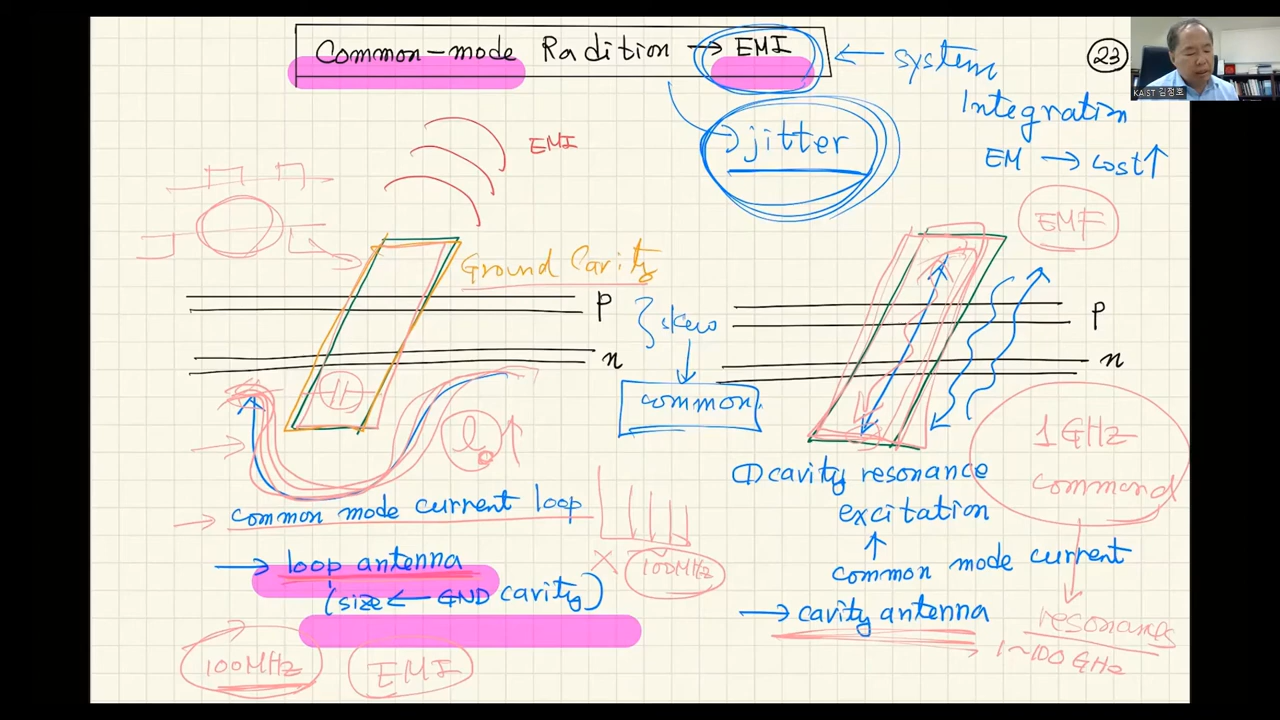 Common-mode Radition → EMI
← system
Integration
EM → cost↑
23
KAIST 김정호
jitter
EMI
EMF
Ground Cavity
p
n
} skew
common
p
n
l ↑
1 GHz
command
common mode current loop
→ loop antenna
(size ← GND cavity)
100MHz
EMI
X 100MHz
① cavity resonance
excitation
↑
common mode current
→ cavity antenna
resonance
1~100 GHz